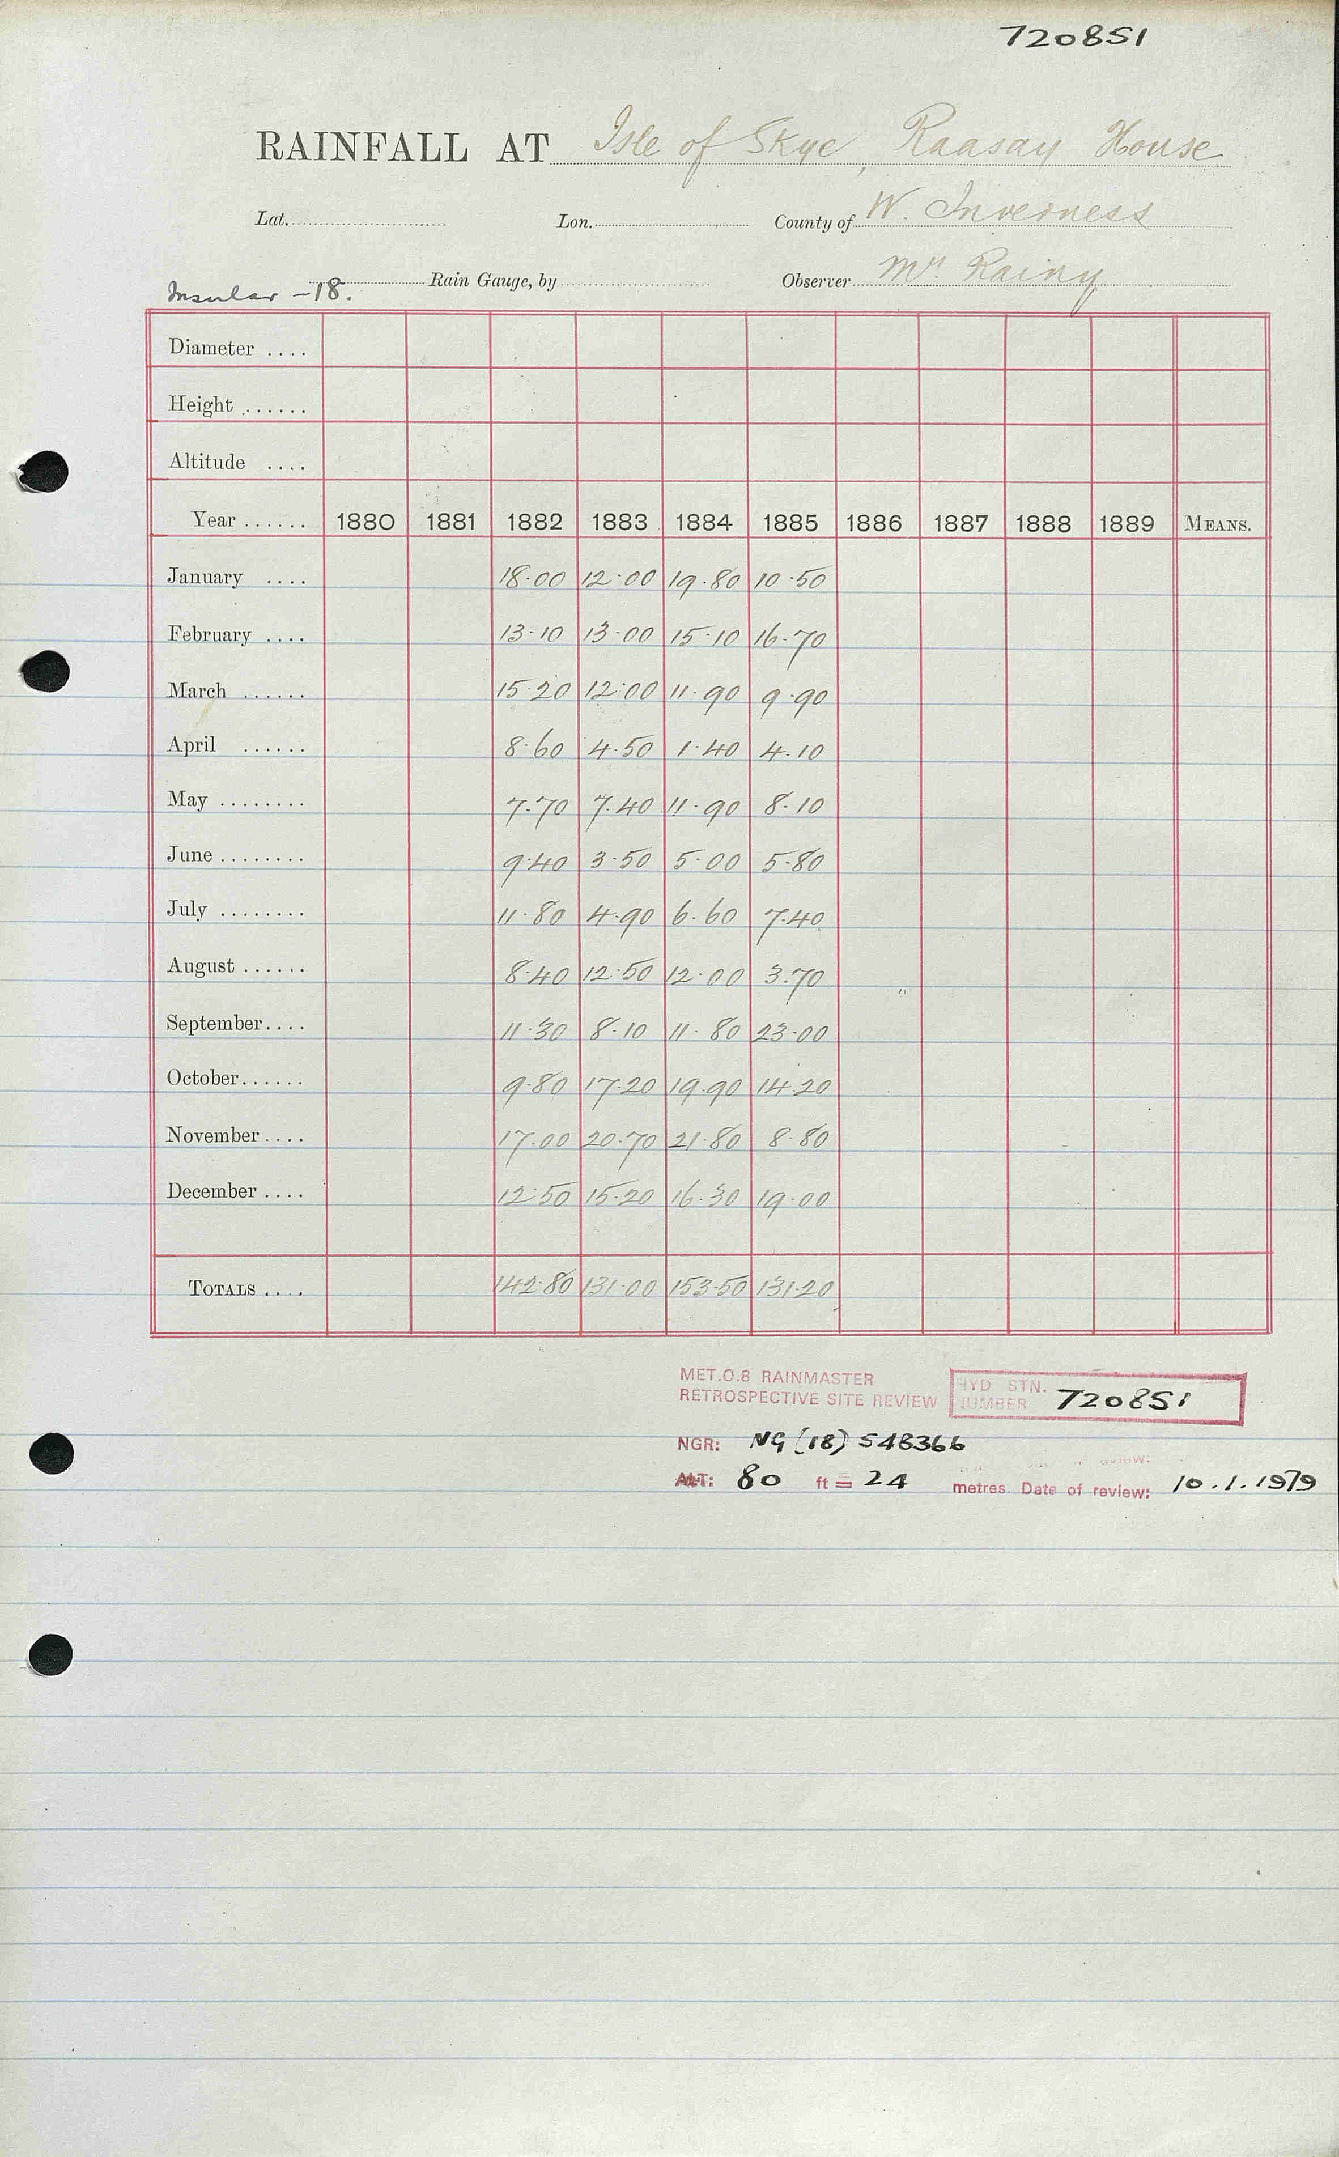 720851
RAINFALL AT Isle of Skye, Raasay House
Lat. Lon. County of W. Inverness
Insular -18. Rain Gauge, by Observer Mr Rainy
Diameter ....
Height ......
Altitude ....
Year ...... 1880 1881 1882 1883 1884 1885 1886 1887 1888 1889 MEANS.
January .... 18.00 12.00 19.80 10.50
February .... 13.10 13.00 15.10 16.70
March ...... 15.20 12.00 11.90 9.90
April ...... 8.60 4.50 1.40 4.10
May ........ 7.70 7.40 11.90 8.10
June ........ 9.40 3.50 5.00 5.80
July ........ 11.80 4.90 6.60 7.40
August ...... 8.40 12.50 12.00 3.70
September.... 11.30 8.10 11.80 23.00
October...... 9.80 17.20 19.90 14.20
November.... 17.00 20.70 21.80 8.80
December .... 12.50 15.20 16.30 19.00
TOTALS .... 142.80 131.00 153.50 131.20
MET.O.8 RAINMASTER
RETROSPECTIVE SITE REVIEW
HYD STN.
NUMBER 720851
NGR: NG (18) 548366
ALT: 80 ft = 24 metres. Date of review: 10.1.1979